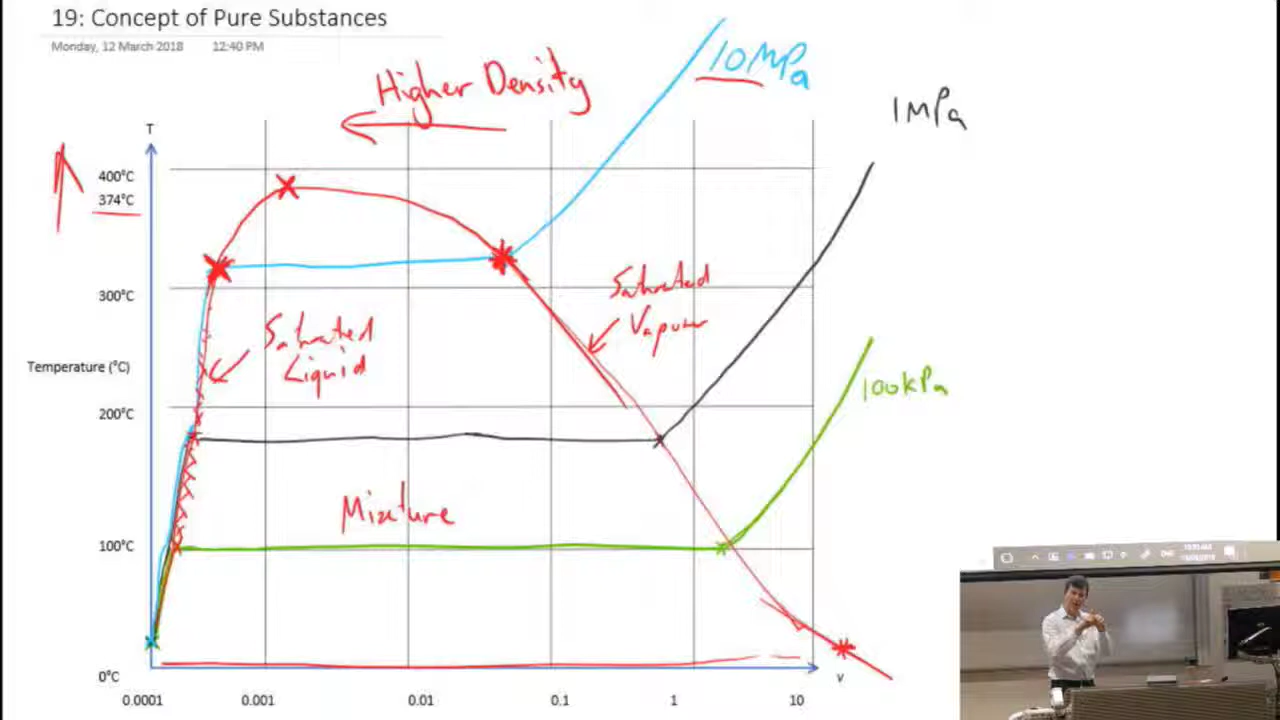 19: Concept of Pure Substances
Monday, 12 March 2018 12:40 PM
Higher Density
10MPa
1MPa
T
400°C
374°C
300°C
Saturated
Vapour
Saturated
Liquid
Temperature (°C)
100kPa
200°C
Mixture
100°C
0°C
v
0.0001 0.001 0.01 0.1 1 10